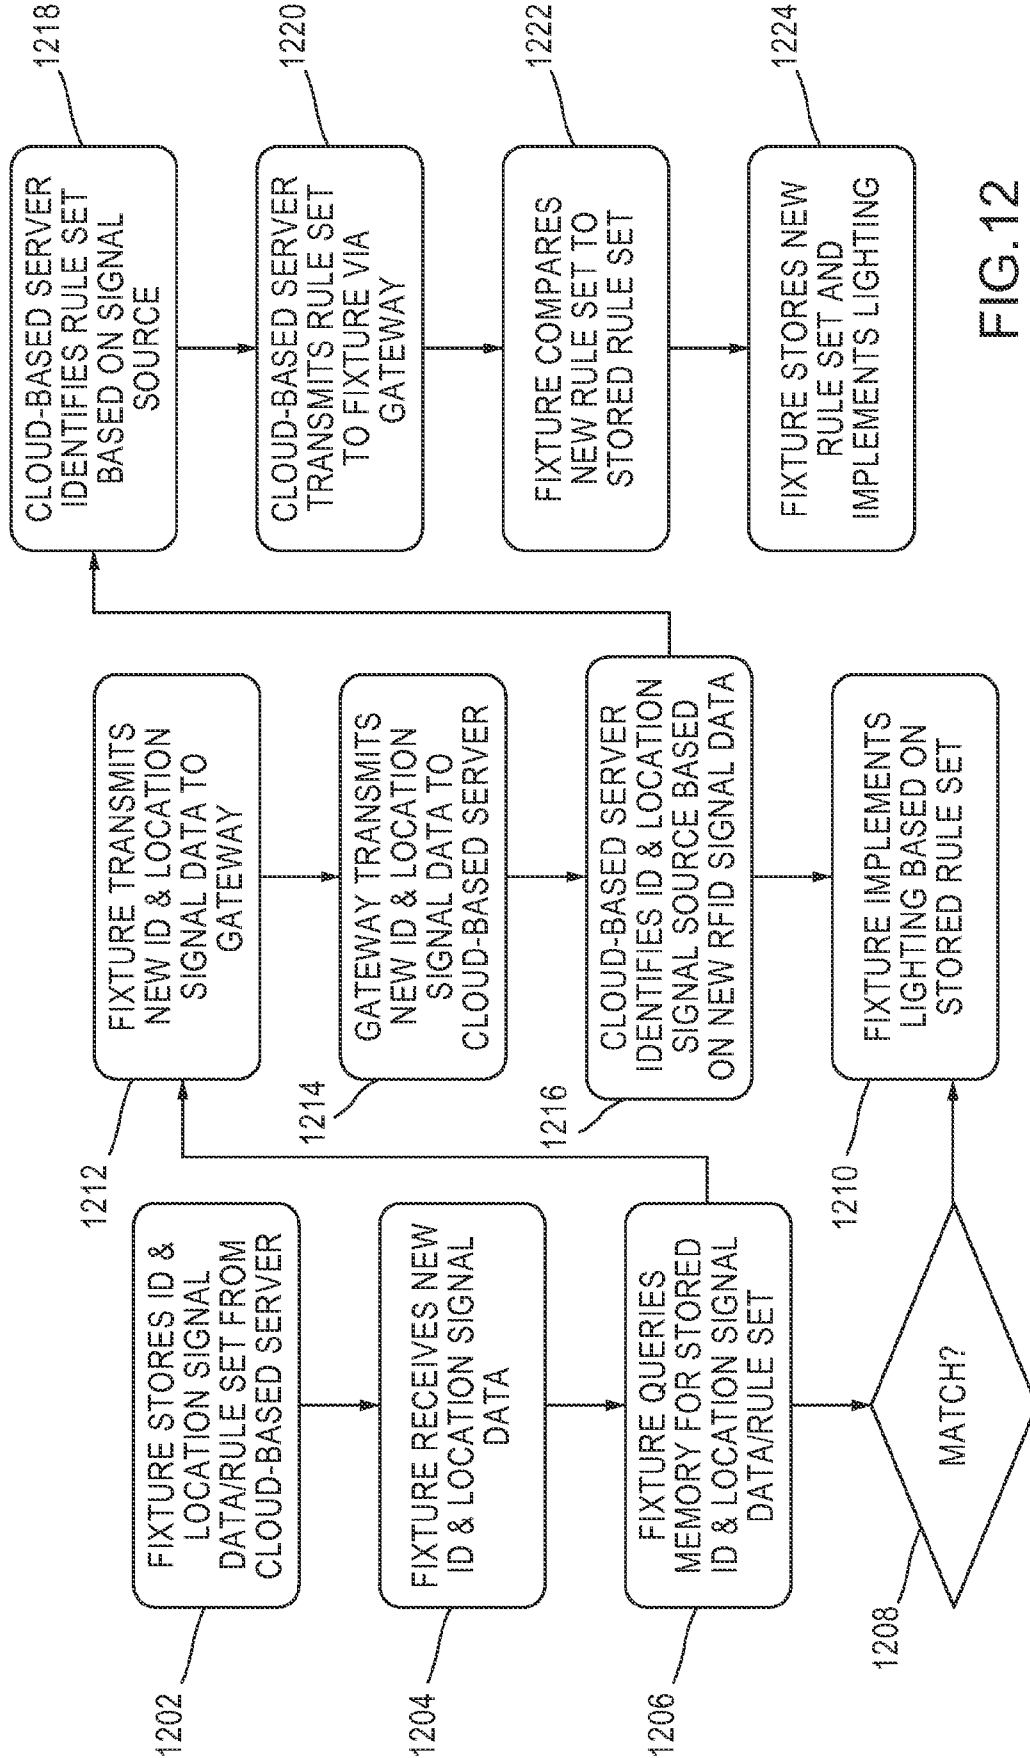 1202
FIXTURE STORES ID &
LOCATION SIGNAL
DATA/RULE SET FROM
CLOUD-BASED SERVER
1204
FIXTURE RECEIVES NEW
ID & LOCATION SIGNAL
DATA
1206
FIXTURE QUERIES
MEMORY FOR STORED
ID & LOCATION SIGNAL
DATA/RULE SET
1208
MATCH?
1212
FIXTURE TRANSMITS
NEW ID & LOCATION
SIGNAL DATA TO
GATEWAY
1214
GATEWAY TRANSMITS
NEW ID & LOCATION
SIGNAL DATA TO
CLOUD-BASED SERVER
1216
CLOUD-BASED SERVER
IDENTIFIES ID & LOCATION
SIGNAL SOURCE BASED
ON NEW RFID SIGNAL DATA
1210
FIXTURE IMPLEMENTS
LIGHTING BASED ON
STORED RULE SET
1218
CLOUD-BASED SERVER
IDENTIFIES RULE SET
BASED ON SIGNAL
SOURCE
1220
CLOUD-BASED SERVER
TRANSMITS RULE SET
TO FIXTURE VIA
GATEWAY
1222
FIXTURE COMPARES
NEW RULE SET TO
STORED RULE SET
1224
FIXTURE STORES NEW
RULE SET AND
IMPLEMENTS LIGHTING
FIG.12